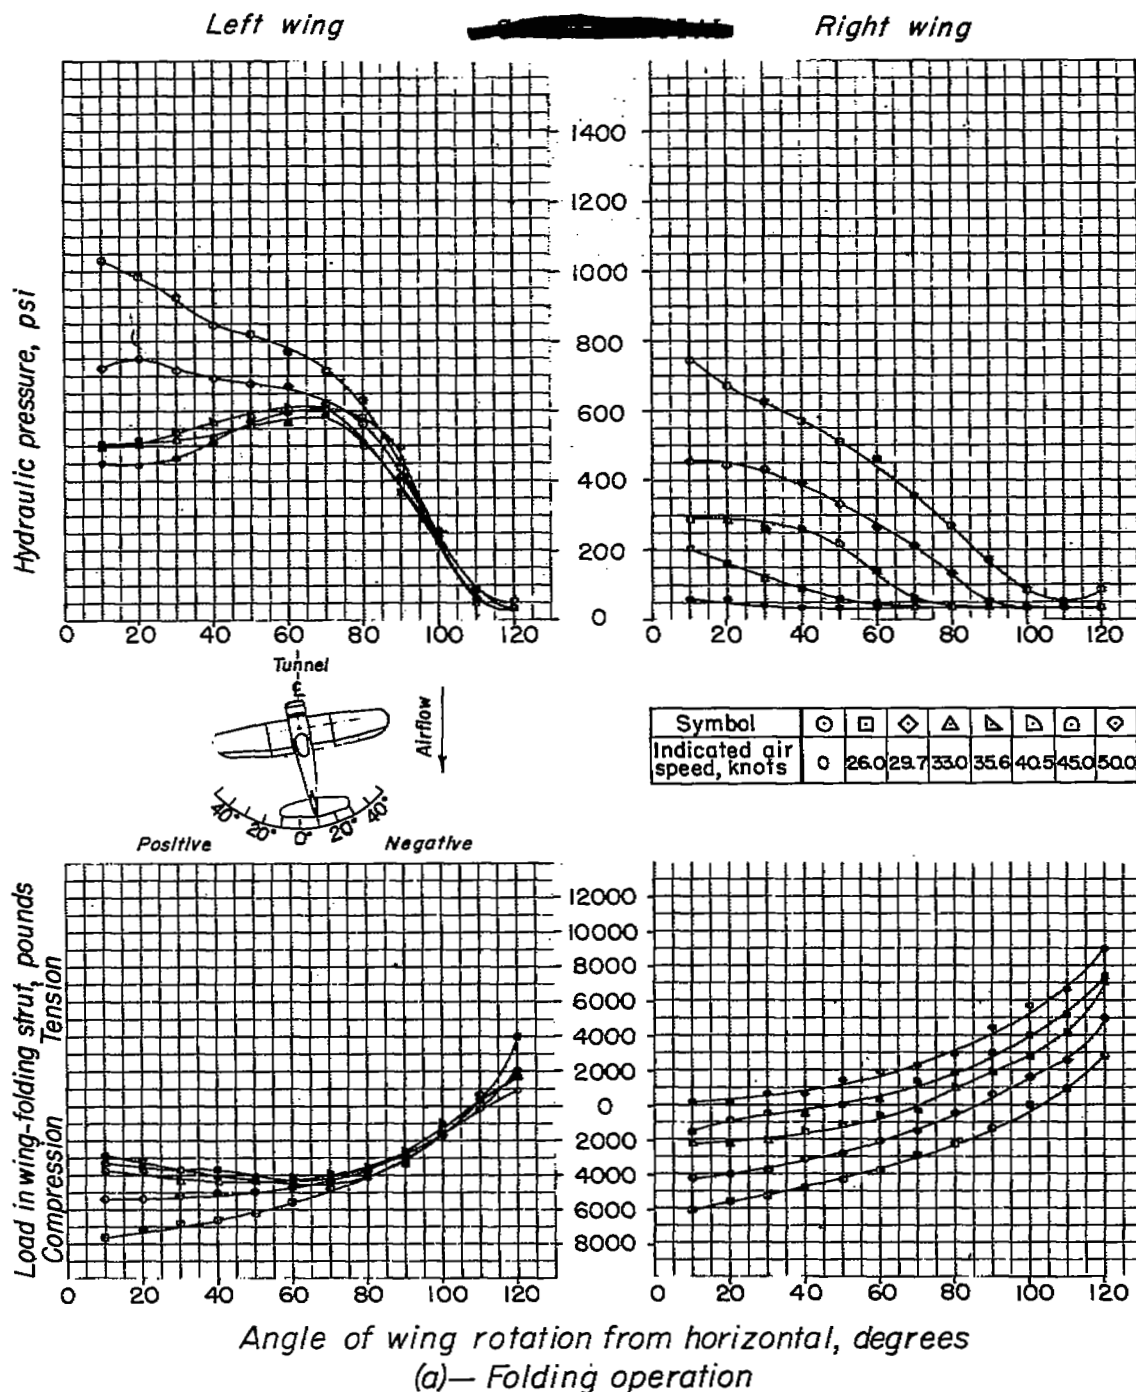 Left wing
Right wing
Hydraulic pressure, psi
1400
1200
1000
800
600
400
200
0
0 20 40 60 80 100 120
0 20 40 60 80 100 120
Tunnel
℄
Airflow
40° 20° 0° 20° 40°
Positive
Negative
Symbol
Indicated air speed, knots 0 26.0 29.7 33.0 35.6 40.5 45.0 50.0
Load in wing-folding strut, pounds
Compression Tension
12000
10000
8000
6000
4000
2000
0
2000
4000
6000
8000
0 20 40 60 80 100 120
0 20 40 60 80 100 120
Angle of wing rotation from horizontal, degrees
(a)— Folding operation